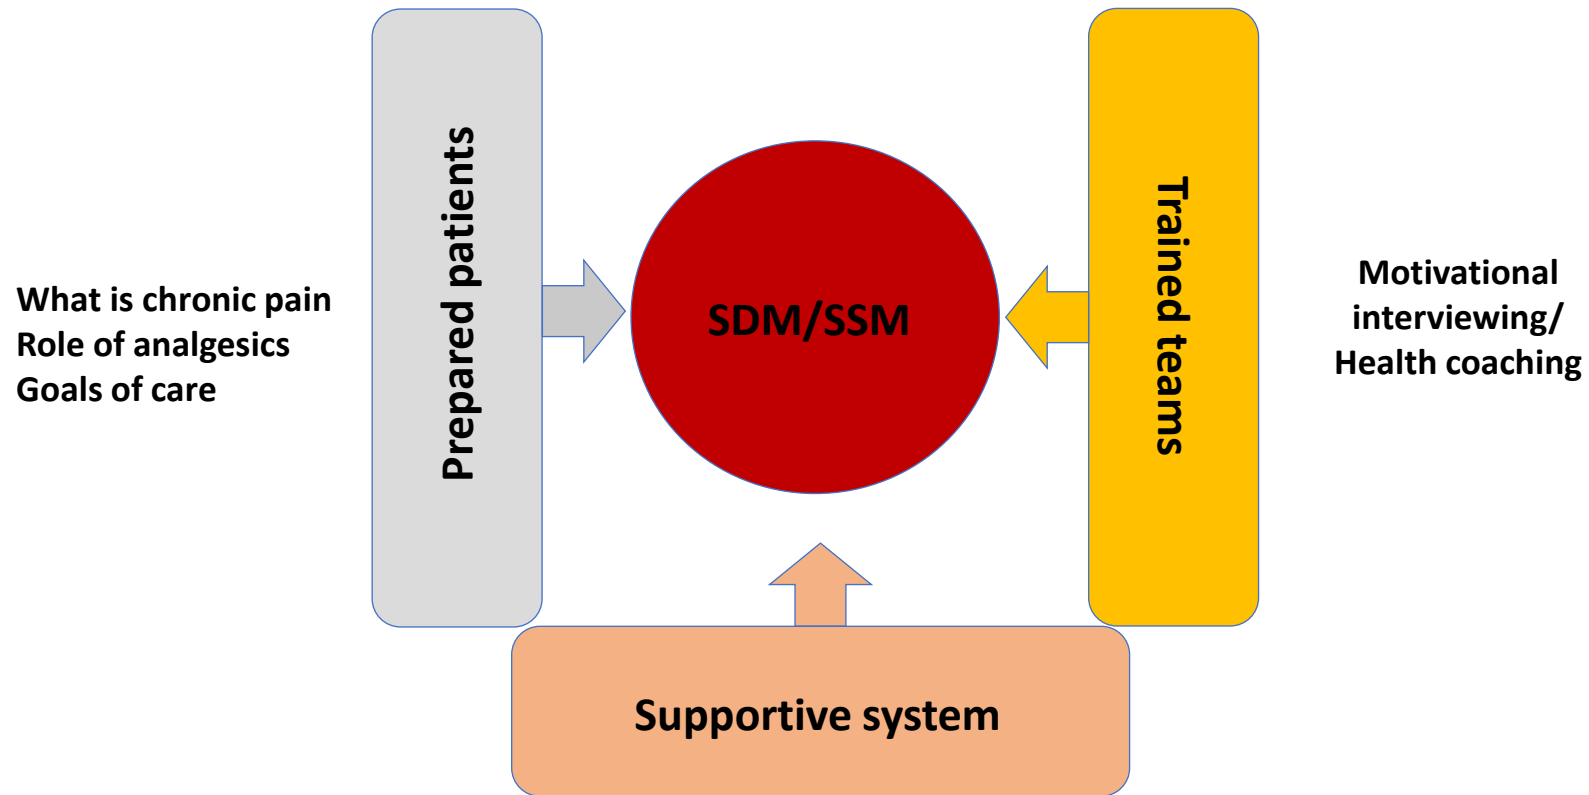 What is chronic pain
Role of analgesics
Goals of care
Prepared patients
SDM/SSM
Trained teams
Motivational
interviewing/
Health coaching
Supportive system